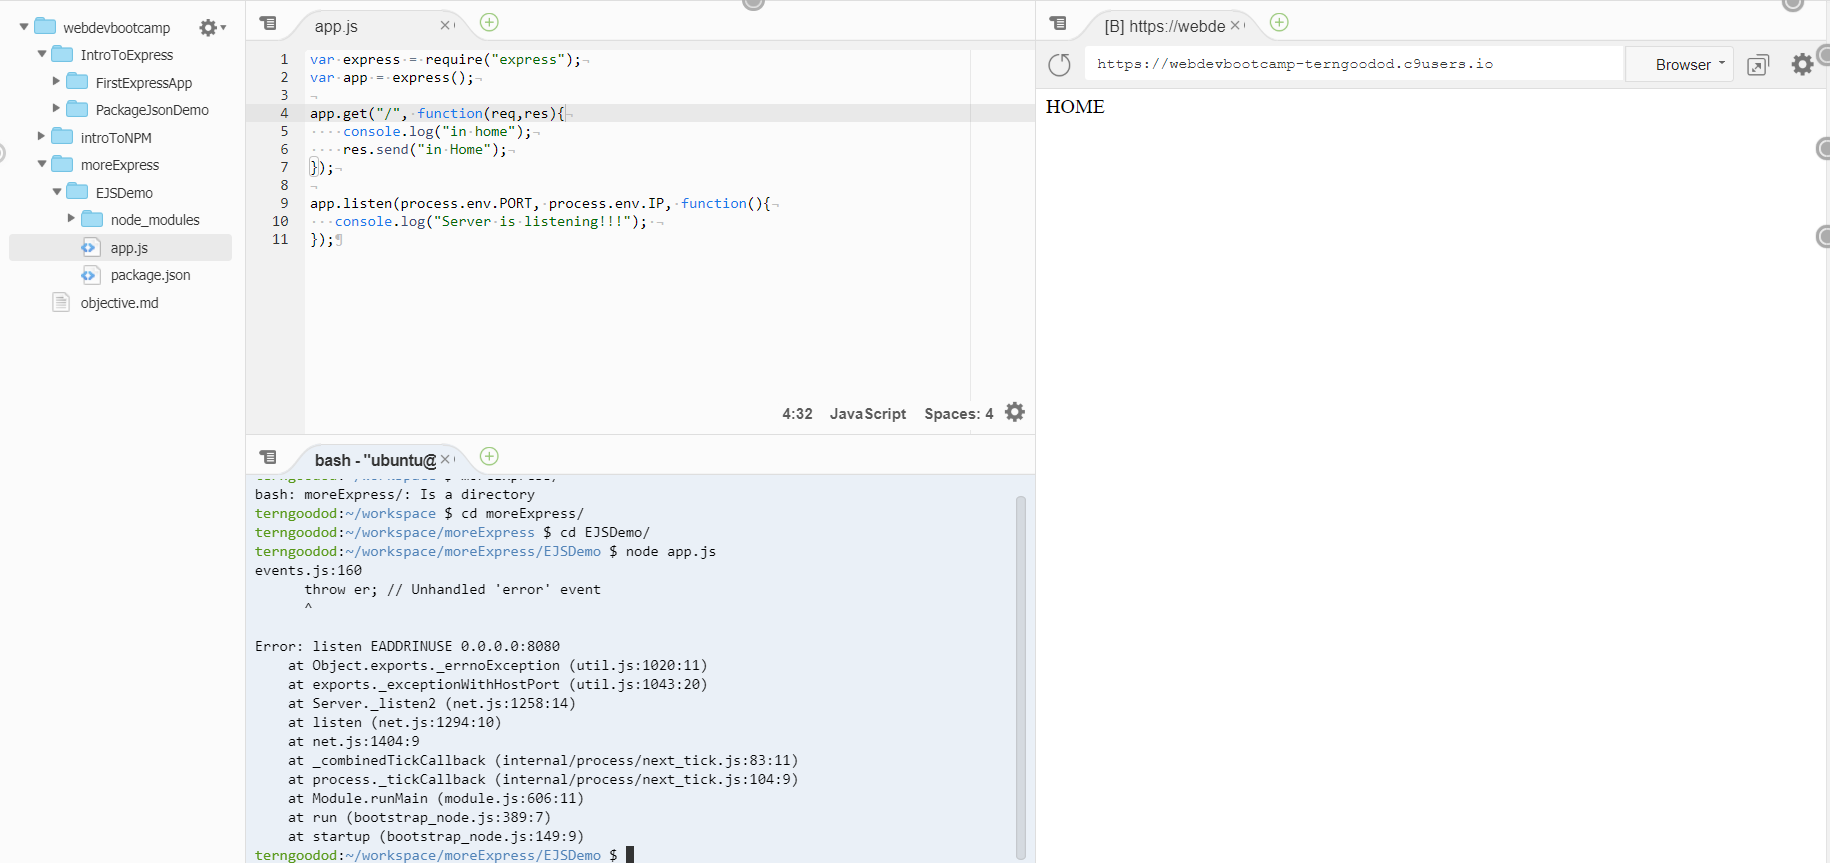 webdevbootcamp
IntroToExpress
FirstExpressApp
PackageJsonDemo
introToNPM
moreExpress
EJSDemo
node_modules
app.js
package.json
objective.md
app.js
1 var express = require("express");
2 var app = express();
3
4 app.get("/", function(req,res){
5 console.log("in home");
6 res.send("in Home");
7 });
8
9 app.listen(process.env.PORT, process.env.IP, function(){
10 console.log("Server is listening!!!");
11 });
4:32 JavaScript Spaces: 4
bash - "ubuntu@
bash: moreExpress/: Is a directory
terngoodod:~/workspace $ cd moreExpress/
terngoodod:~/workspace/moreExpress $ cd EJSDemo/
terngoodod:~/workspace/moreExpress/EJSDemo $ node app.js
events.js:160
throw er; // Unhandled 'error' event
^
Error: listen EADDRINUSE 0.0.0.0:8080
at Object.exports._errnoException (util.js:1020:11)
at exports._exceptionWithHostPort (util.js:1043:20)
at Server._listen2 (net.js:1258:14)
at listen (net.js:1294:10)
at net.js:1404:9
at _combinedTickCallback (internal/process/next_tick.js:83:11)
at process._tickCallback (internal/process/next_tick.js:104:9)
at Module.runMain (module.js:606:11)
at run (bootstrap_node.js:389:7)
at startup (bootstrap_node.js:149:9)
terngoodod:~/workspace/moreExpress/EJSDemo $
[B] https://webde
https://webdevbootcamp-terngoodod.c9users.io
Browser
HOME